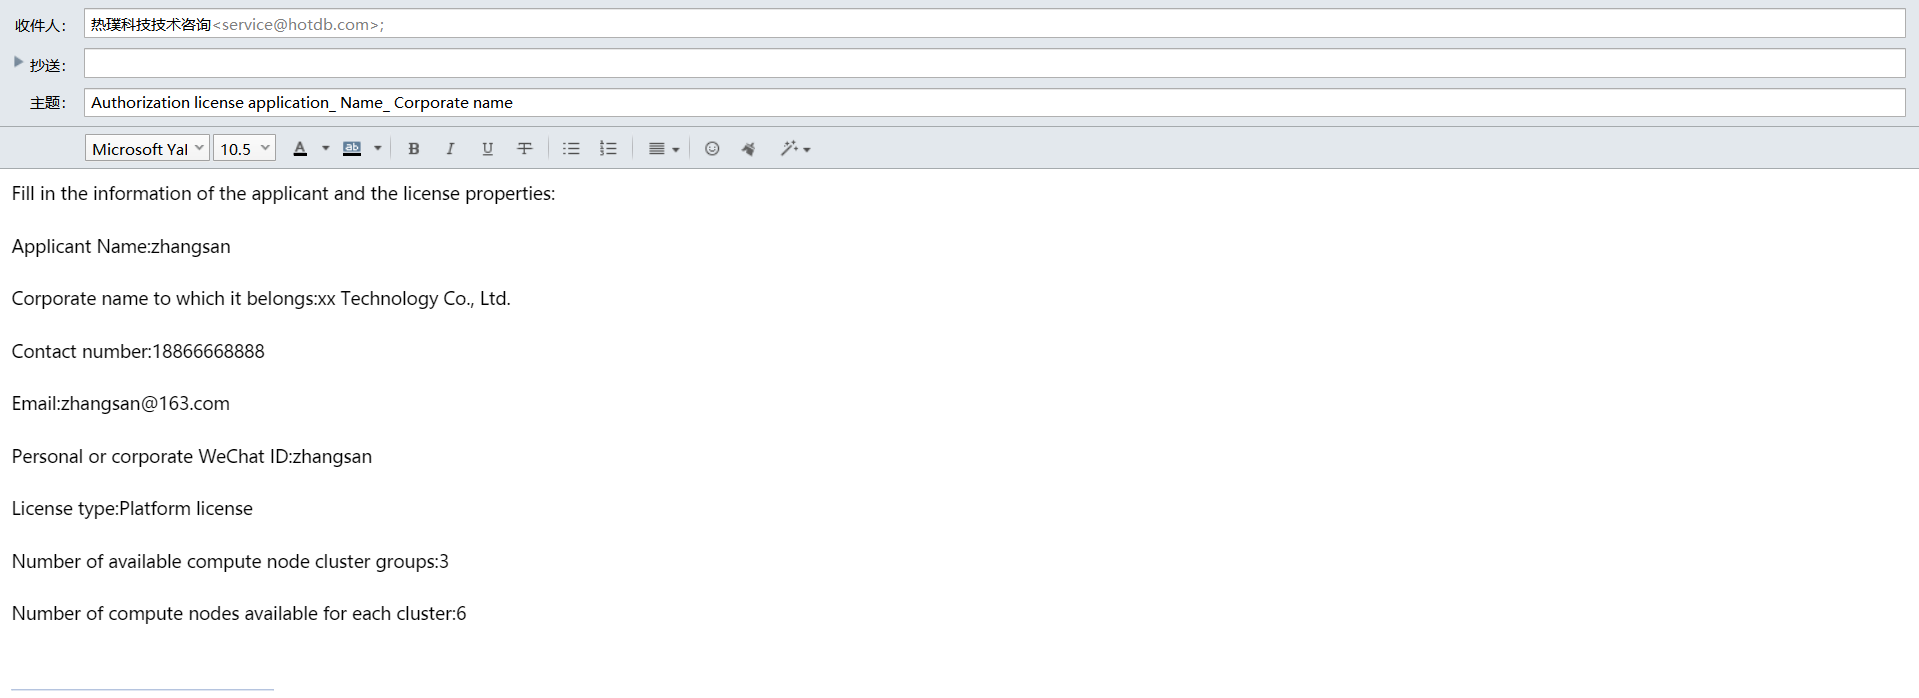 收件人： 热璞科技技术咨询<service@hotdb.com>;
抄送：
主题： Authorization license application_ Name_ Corporate name
Microsoft Yal 10.5 A ab B I U T
Fill in the information of the applicant and the license properties:
Applicant Name:zhangsan
Corporate name to which it belongs:xx Technology Co., Ltd.
Contact number:18866668888
Email:zhangsan@163.com
Personal or corporate WeChat ID:zhangsan
License type:Platform license
Number of available compute node cluster groups:3
Number of compute nodes available for each cluster:6